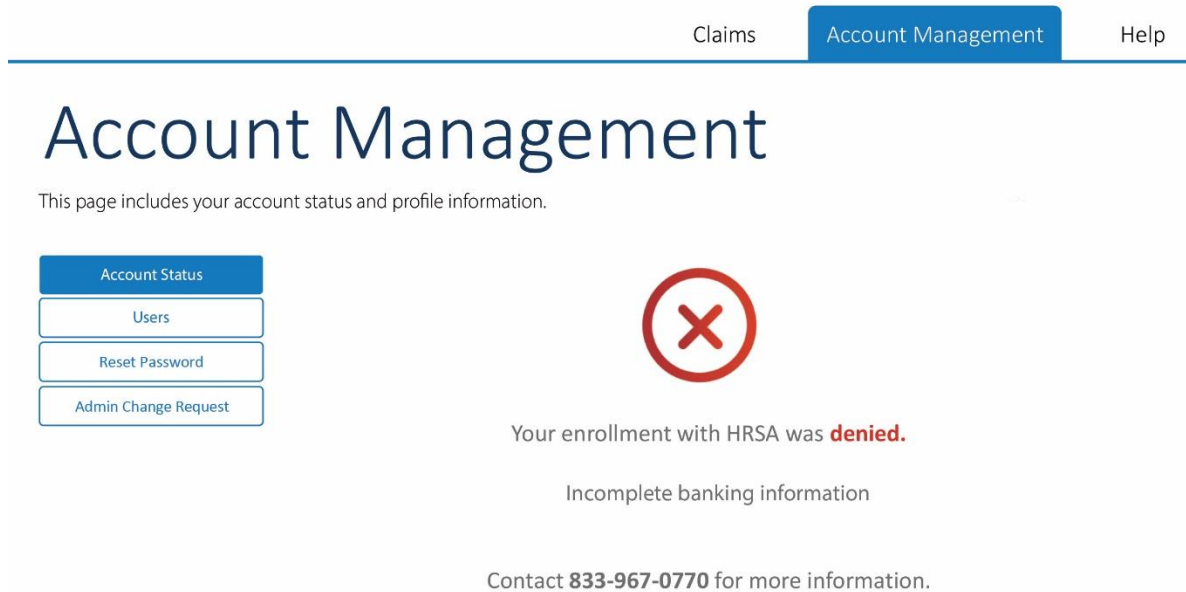 Claims Account Management Help
Account Management
This page includes your account status and profile information.
Account Status
Users
Reset Password
Admin Change Request
Your enrollment with HRSA was denied.
Incomplete banking information
Contact 833-967-0770 for more information.